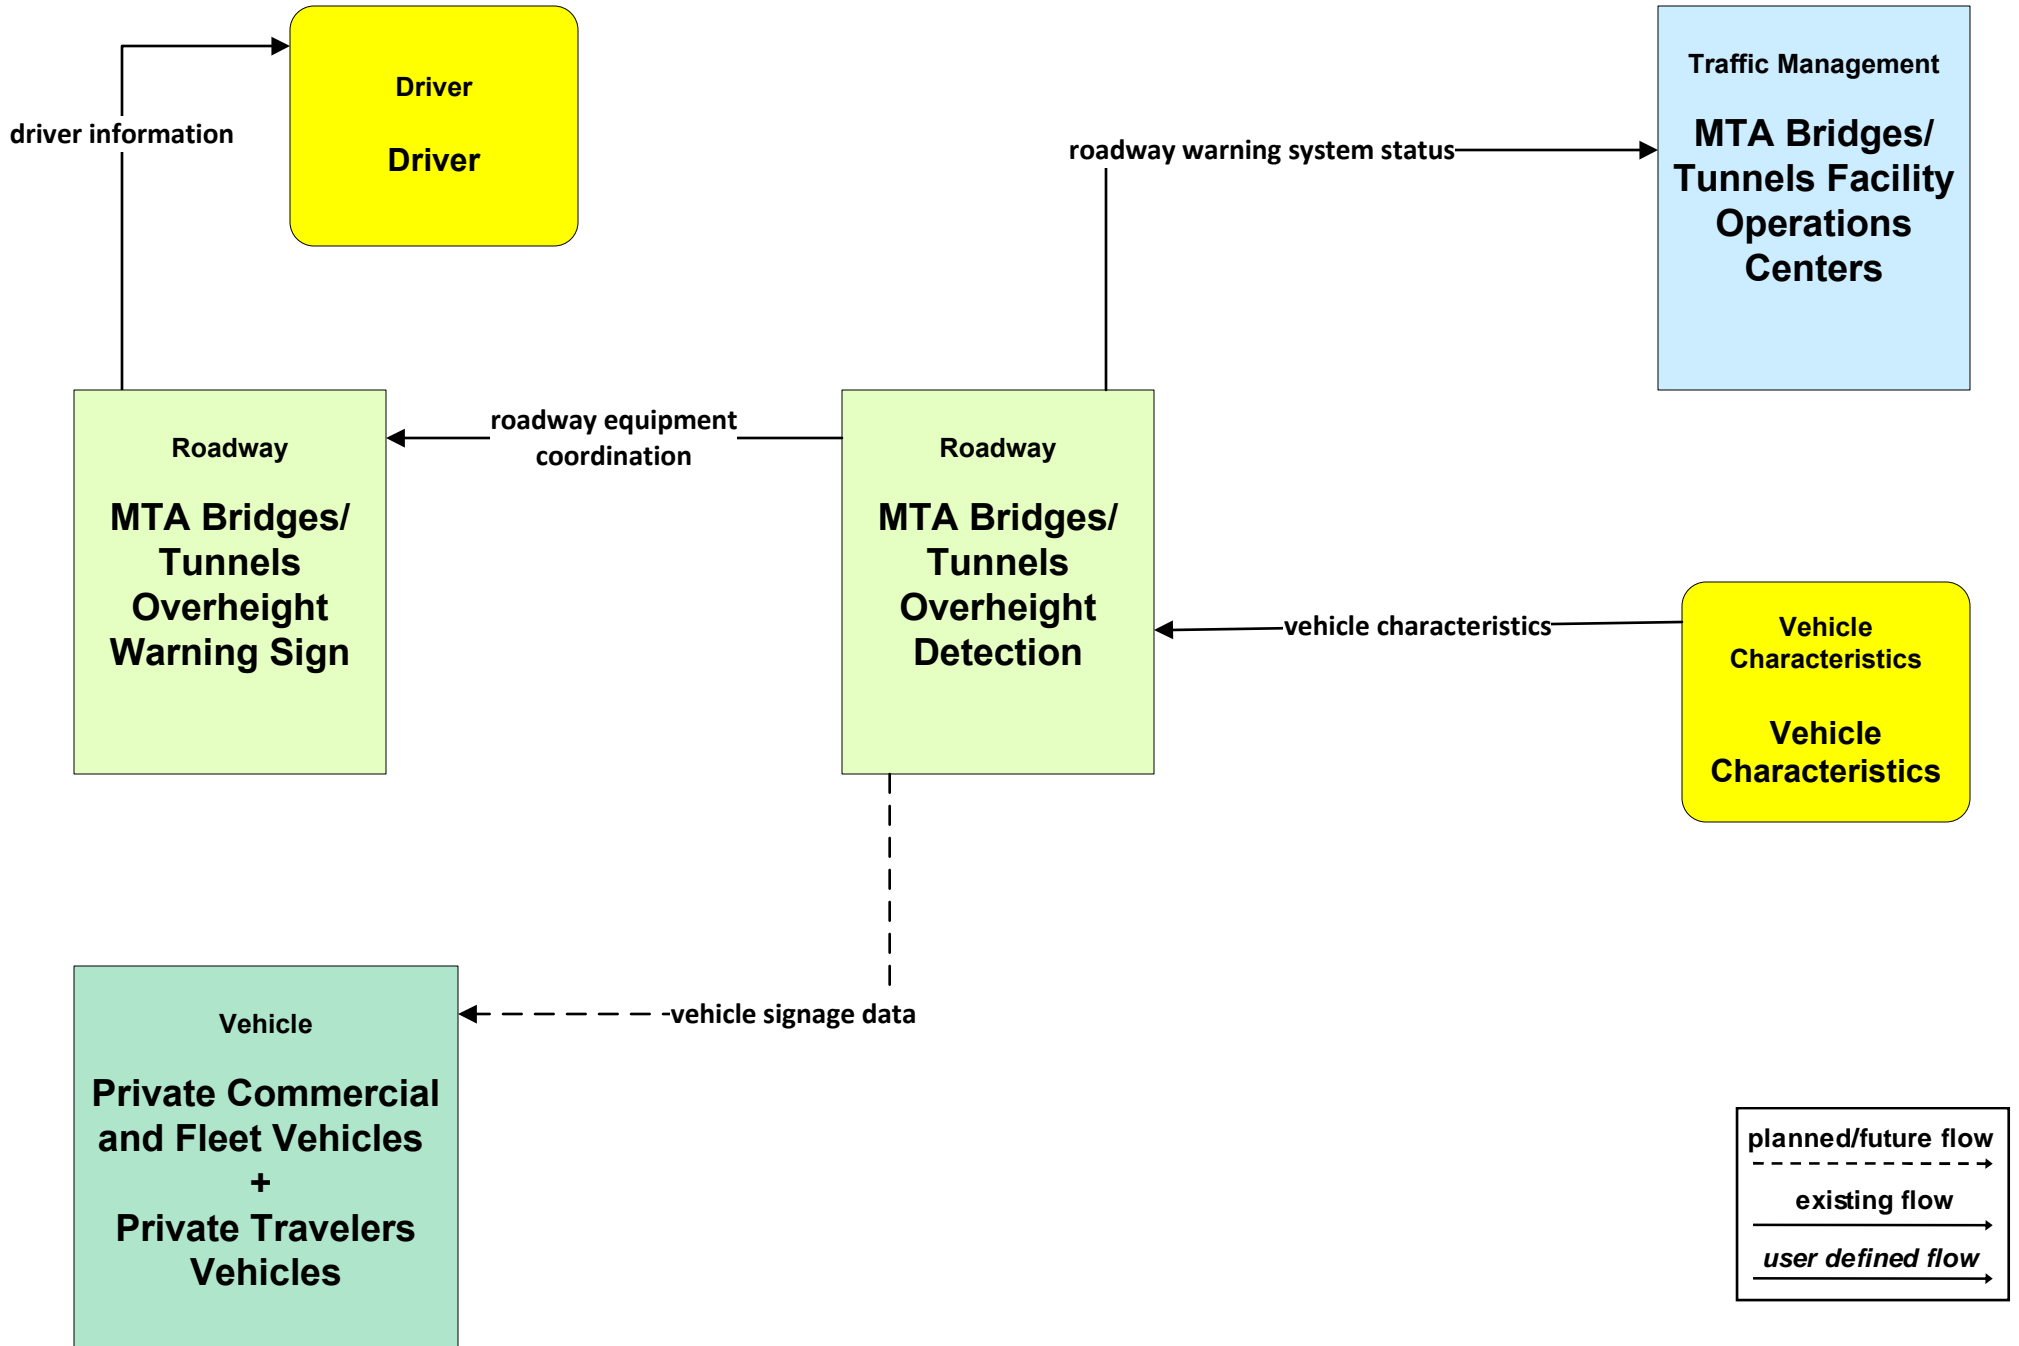 Driver
Driver
driver information
Traffic Management
MTA Bridges/
Tunnels Facility
Operations
Centers
roadway warning system status
Roadway
MTA Bridges/
Tunnels
Overheight
Warning Sign
roadway equipment
coordination
Roadway
MTA Bridges/
Tunnels
Overheight
Detection
vehicle characteristics
Vehicle
Characteristics
Vehicle
Characteristics
Vehicle
Private Commercial
and Fleet Vehicles
+
Private Travelers
Vehicles
vehicle signage data
planned/future flow
existing flow
user defined flow